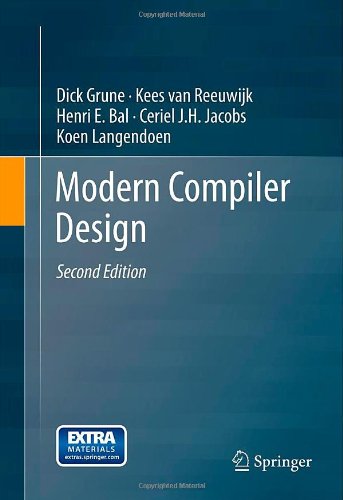 Dick Grune · Kees van Reeuwijk
Henri E. Bal · Ceriel J.H. Jacobs
Koen Langendoen
Modern Compiler
Design
Second Edition
EXTRA
MATERIALS
extras.springer.com
Springer